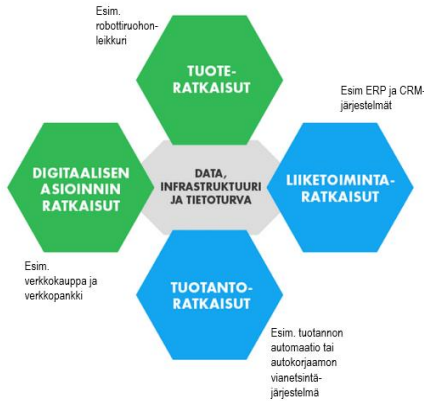 Esim.
robottiruohon-
leikkuri
TUOTE-
RATKAISUT
Esim ERP ja CRM-
järjestelmät
DIGITAALISEN
ASIOINNIN
RATKAISUT
DATA,
INFRASTRUKTUURI
JA TIETOTURVA
LIIKETOIMINTA-
RATKAISUT
Esim.
verkkokauppa ja
verkkopankki
TUOTANTO-
RATKAISUT
Esim. tuotannon
automaatio tai
autokorjaamon
vianetsintä-
järjestelmä